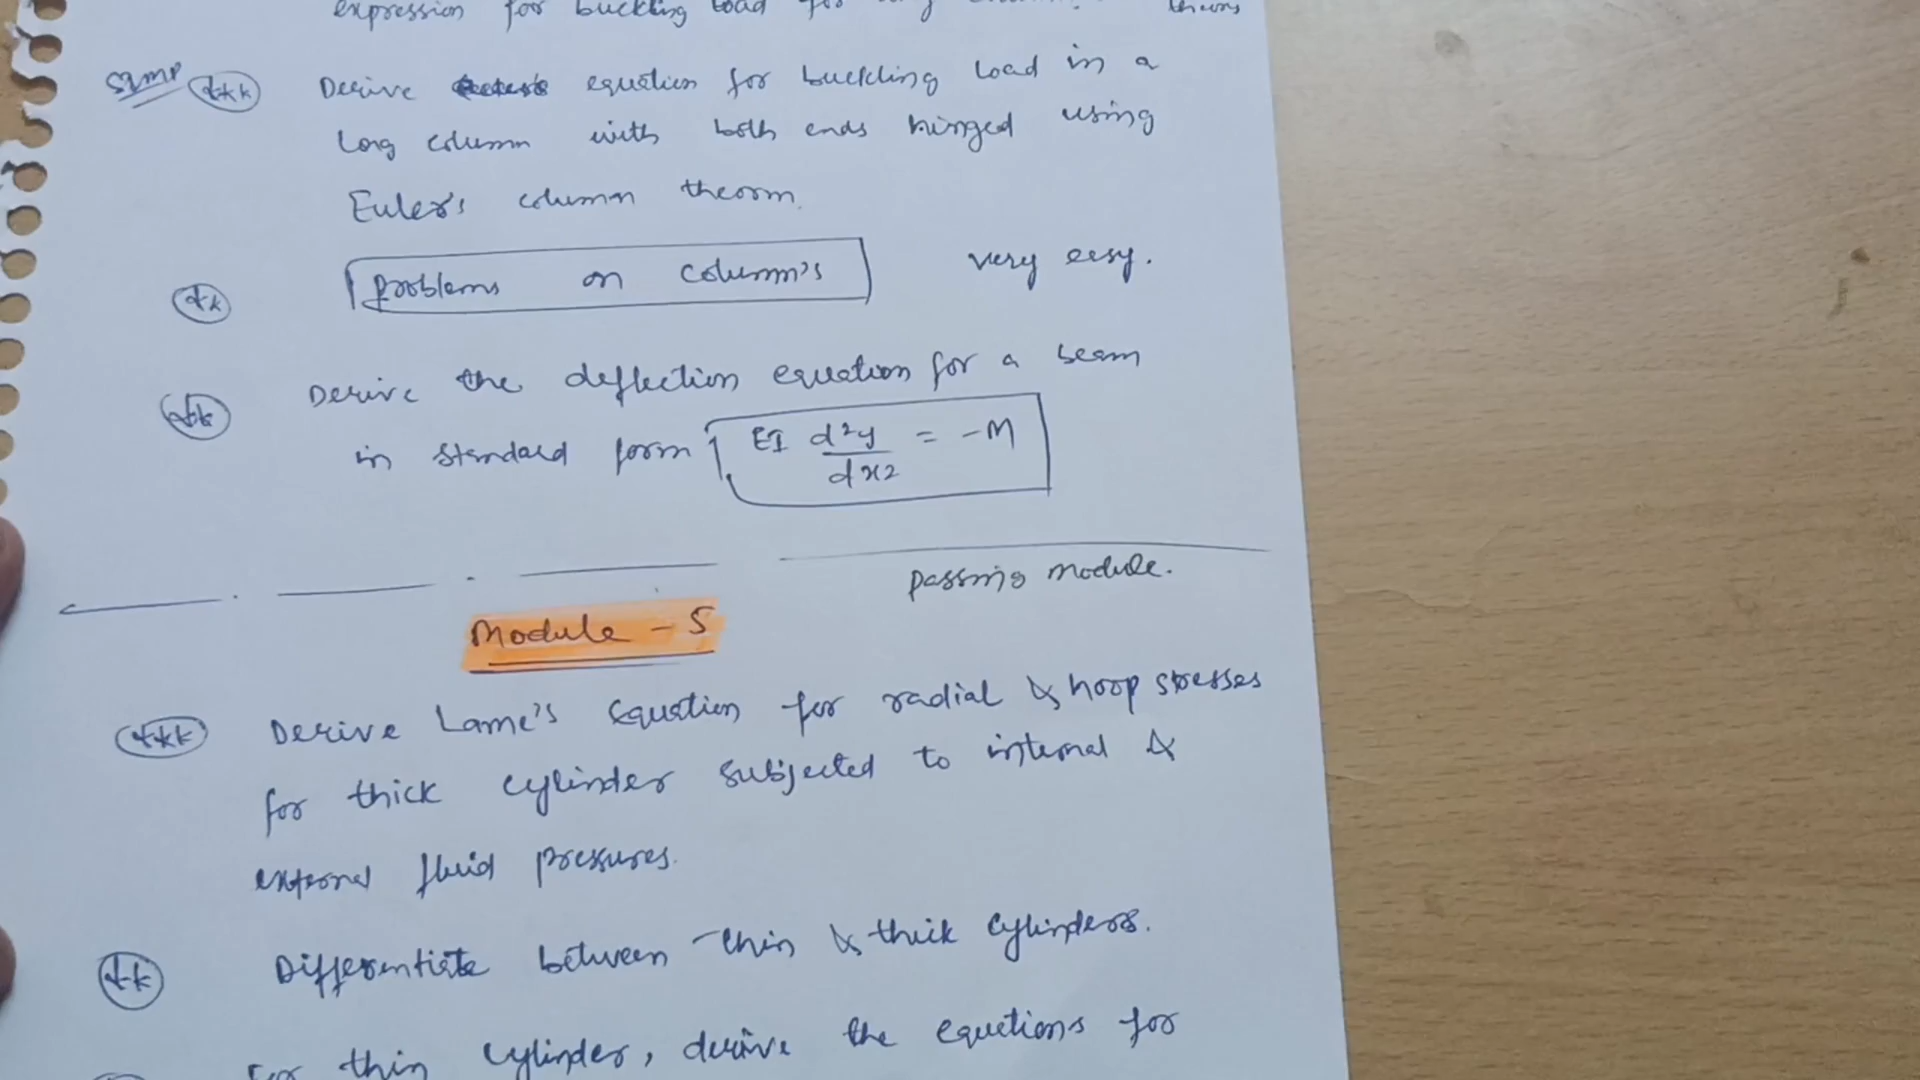 expression for buckling load for
Simp *** Derive equation for buckling load in a
long column with both ends hinged using
Euler's column theorm.
** problems on column's very easy.
** Derive the deflection equation for a beam
in standard form EI d²y/dx2 = -M
passing module.
Module - 5
*** Derive Lame's equation for radial & hoop stresses
for thick cylinder subjected to internal &
external fluid pressures.
** Differentiate between thin & thick cylinders.
For thin cylinder, derive the equations for